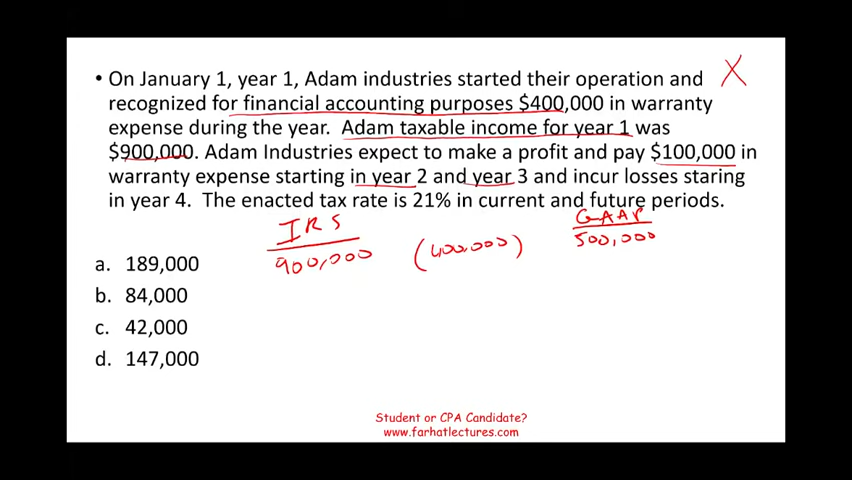 • On January 1, year 1, Adam industries started their operation and X
recognized for financial accounting purposes $400,000 in warranty
expense during the year. Adam taxable income for year 1 was
$900,000. Adam Industries expect to make a profit and pay $100,000 in
warranty expense starting in year 2 and year 3 and incur losses staring
in year 4. The enacted tax rate is 21% in current and future periods.
IRS GAAP
900,000 (400,000) 500,000
a. 189,000
b. 84,000
c. 42,000
d. 147,000
Student or CPA Candidate?
www.farhatlectures.com